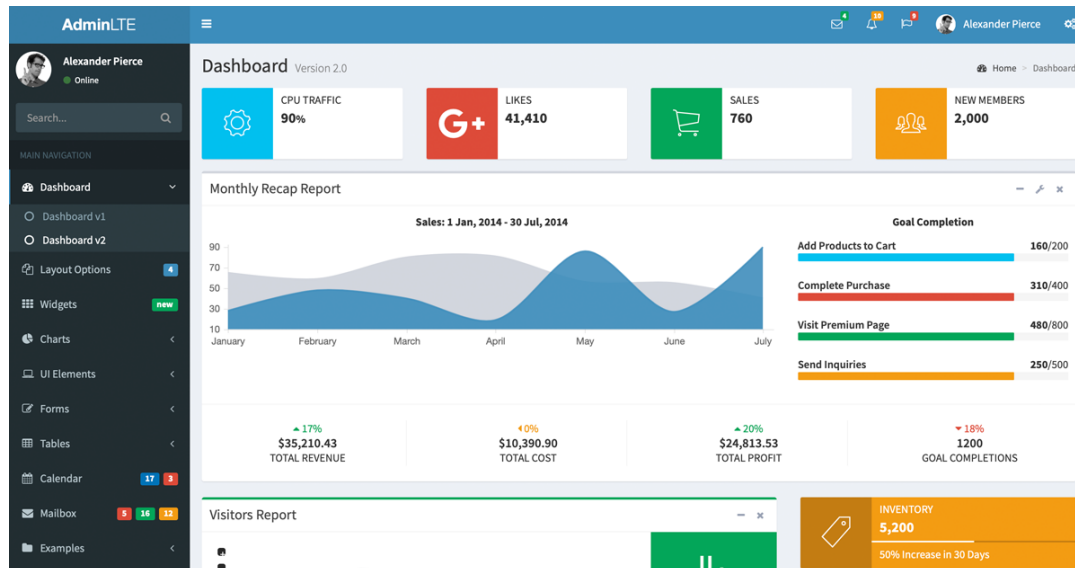 AdminLTE
4
10
9
Alexander Pierce
Alexander Pierce
Online
Search...
MAIN NAVIGATION
Dashboard
Dashboard v1
Dashboard v2
Layout Options 4
Widgets new
Charts
UI Elements
Forms
Tables
Calendar 17 3
Mailbox 5 16 12
Examples
Dashboard Version 2.0
Home > Dashboard
CPU TRAFFIC
90%
G+
LIKES
41,410
SALES
760
NEW MEMBERS
2,000
Monthly Recap Report
Sales: 1 Jan, 2014 - 30 Jul, 2014
90
70
50
30
10
January February March April May June July
Goal Completion
Add Products to Cart 160/200
Complete Purchase 310/400
Visit Premium Page 480/800
Send Inquiries 250/500
17%
$35,210.43
TOTAL REVENUE
0%
$10,390.90
TOTAL COST
20%
$24,813.53
TOTAL PROFIT
18%
1200
GOAL COMPLETIONS
Visitors Report
INVENTORY
5,200
50% Increase in 30 Days